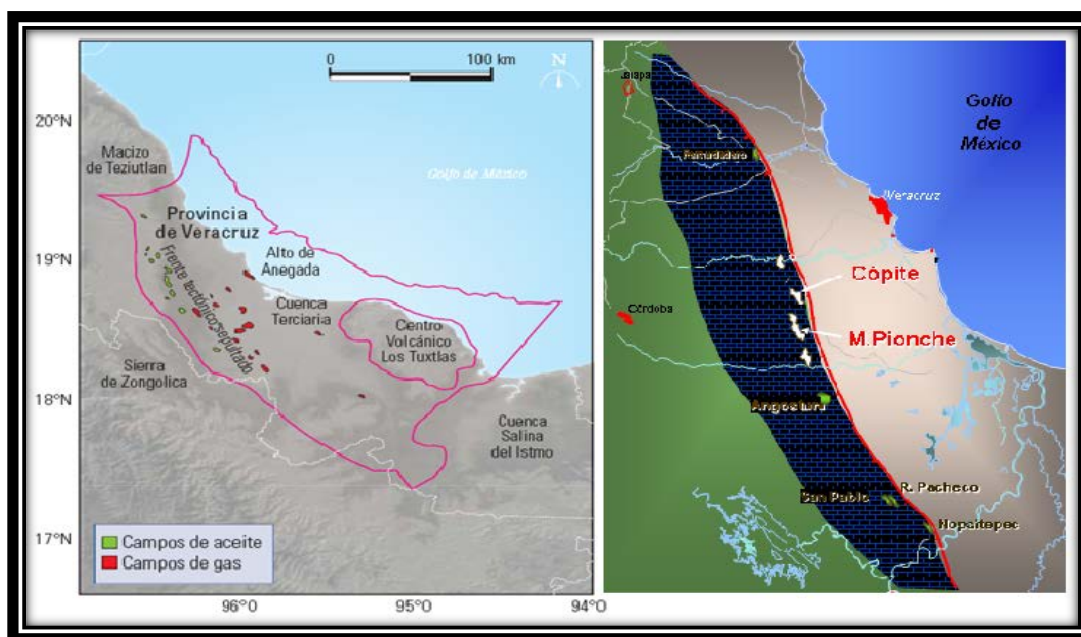 0 100 km
N
20°N
19°N
18°N
17°N
96°0
95°0
94°0
Macizo
de Teziutlan
Golfo de México
Provincia
de Veracruz
Alto de
Anegada
Frente tectónico sepultado
Cuenca
Terciaria
Centro
Volcánico
Los Tuxtlas
Sierra
de Zongolica
Cuenca
Salina
del Istmo
Campos de aceite
Campos de gas
Jalapa
Golfo
de
México
Veracruz
Cópite
Córdoba
M.Pionche
Angostura
San Pablo
R. Pacheco